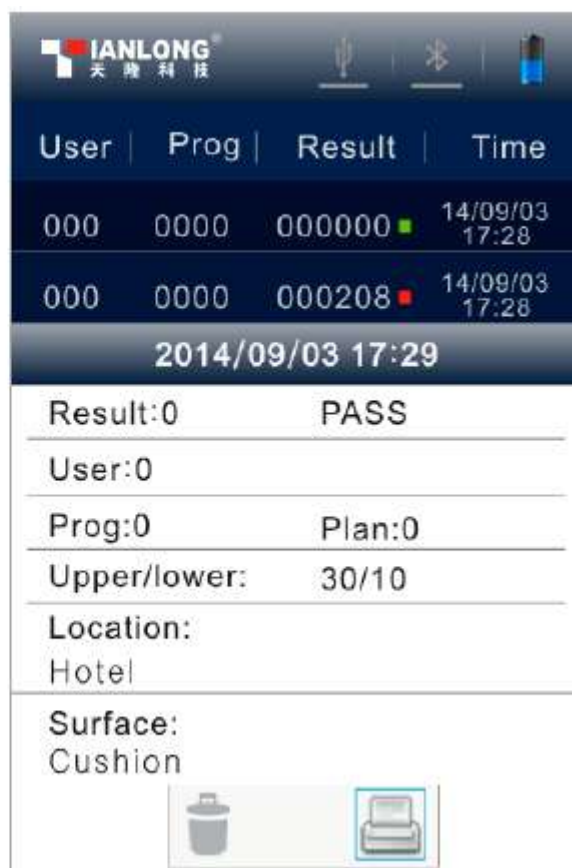 TIANLONG®
天隆科技
User | Prog | Result | Time
000 0000 000000 14/09/03 17:28
000 0000 000208 14/09/03 17:28
2014/09/03 17:29
Result:0 PASS
User:0
Prog:0 Plan:0
Upper/lower: 30/10
Location:
Hotel
Surface:
Cushion